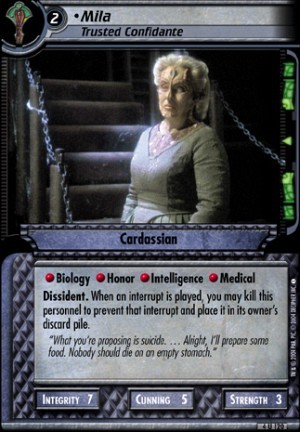 2
•Mila
Trusted Confidante
Cardassian
Biology Honor Intelligence Medical
Dissident. When an interrupt is played, you may kill this
personnel to prevent that interrupt and place it in its owner's
discard pile.
"What you're proposing is suicide. . . . Alright, I'll prepare some
food. Nobody should die on an empty stomach."
INTEGRITY 7
CUNNING 5
STRENGTH 3